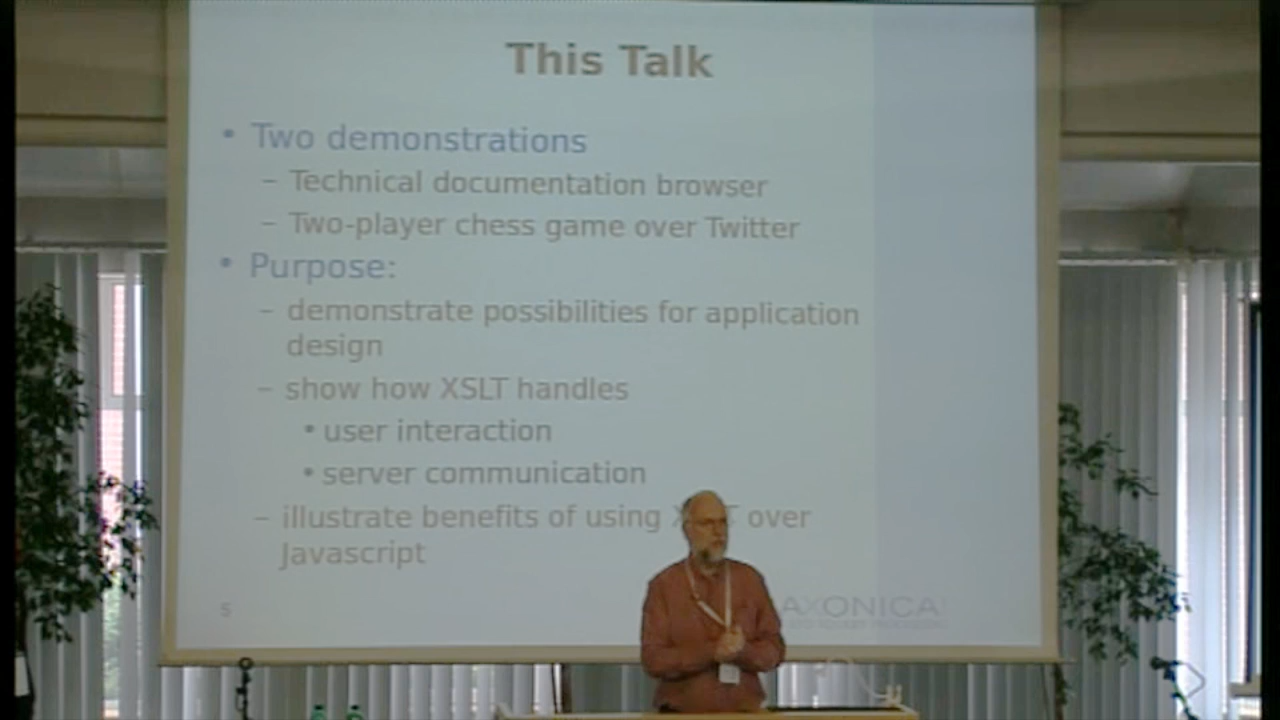 This Talk
• Two demonstrations
– Technical documentation browser
– Two-player chess game over Twitter
• Purpose:
– demonstrate possibilities for application
design
– show how XSLT handles
• user interaction
• server communication
– illustrate benefits of using over
Javascript
5
AXONICA